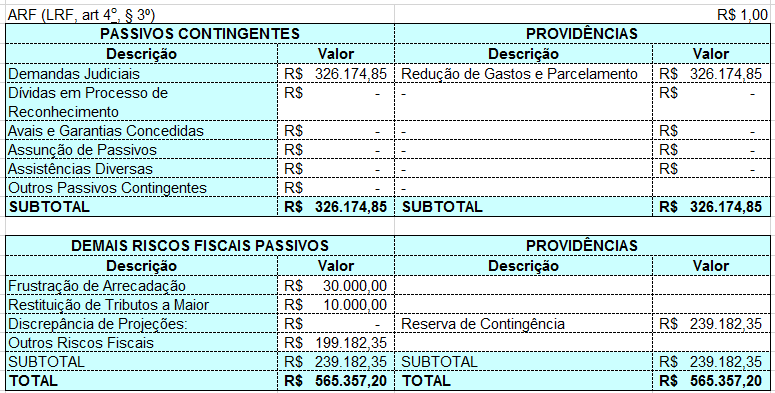 ARF (LRF, art 4º, § 3º) R$ 1,00
PASSIVOS CONTINGENTES PROVIDÊNCIAS
Descrição Valor Descrição Valor
Demandas Judiciais R$ 326.174,85 Redução de Gastos e Parcelamento R$ 326.174,85
Dívidas em Processo de R$ - - R$ -
Reconhecimento
Avais e Garantias Concedidas R$ - - R$ -
Assunção de Passivos R$ - - R$ -
Assistências Diversas R$ - - R$ -
Outros Passivos Contingentes R$ - -
SUBTOTAL R$ 326.174,85 SUBTOTAL R$ 326.174,85
DEMAIS RISCOS FISCAIS PASSIVOS PROVIDÊNCIAS
Descrição Valor Descrição Valor
Frustração de Arrecadação R$ 30.000,00
Restituição de Tributos a Maior R$ 10.000,00
Discrepância de Projeções: R$ - Reserva de Contingência R$ 239.182,35
Outros Riscos Fiscais R$ 199.182,35
SUBTOTAL R$ 239.182,35 SUBTOTAL R$ 239.182,35
TOTAL R$ 565.357,20 TOTAL R$ 565.357,20